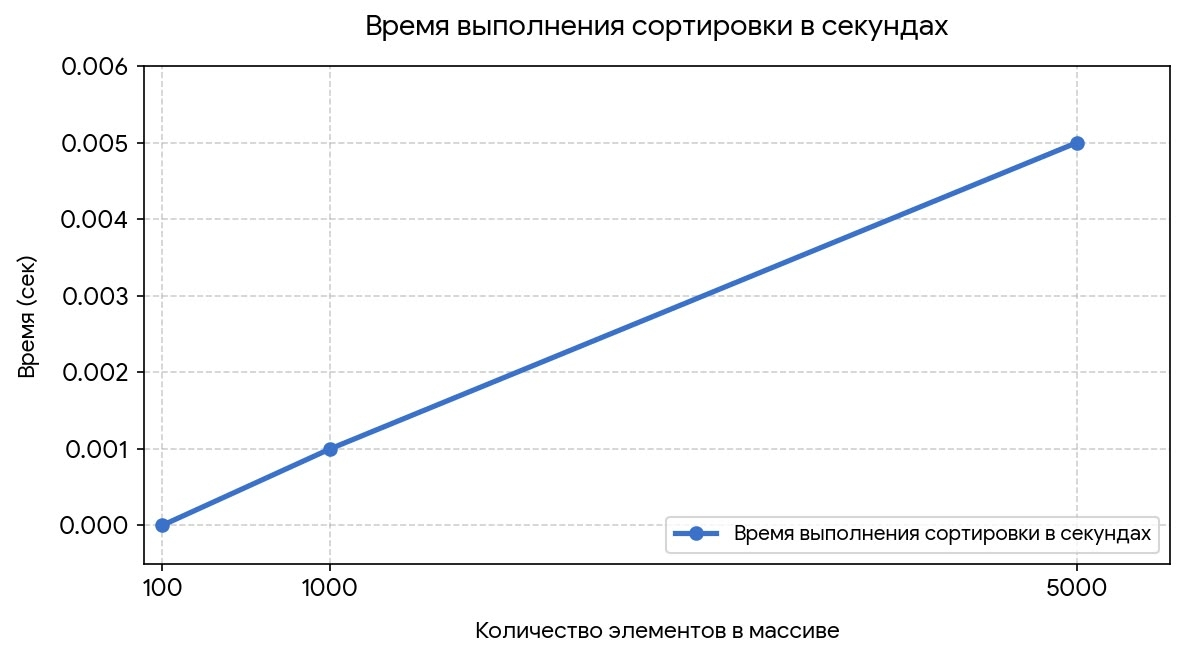 Время выполнения сортировки в секундах
0.006
0.005
0.004
0.003
0.002
0.001
0.000
Время (сек)
Время выполнения сортировки в секундах
100 1000 5000
Количество элементов в массиве